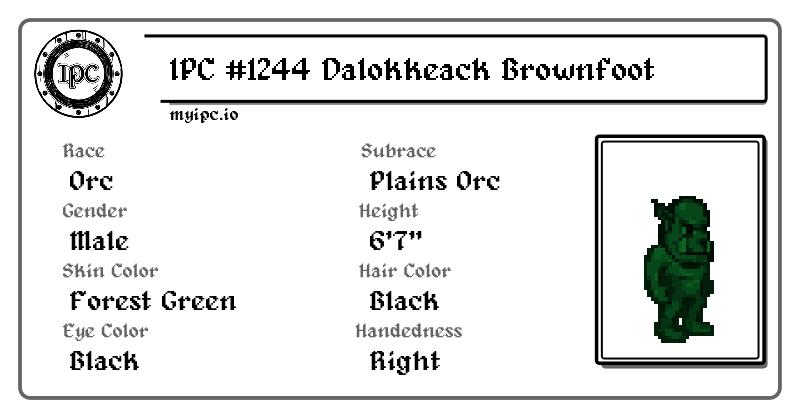 IPC
IPC #1244 Dalokkeack Brownfoot
myipc.io
Race
Orc
Subrace
Plains Orc
Gender
Male
Height
6'7"
Skin Color
Forest Green
Hair Color
Black
Eye Color
Black
Handedness
Right